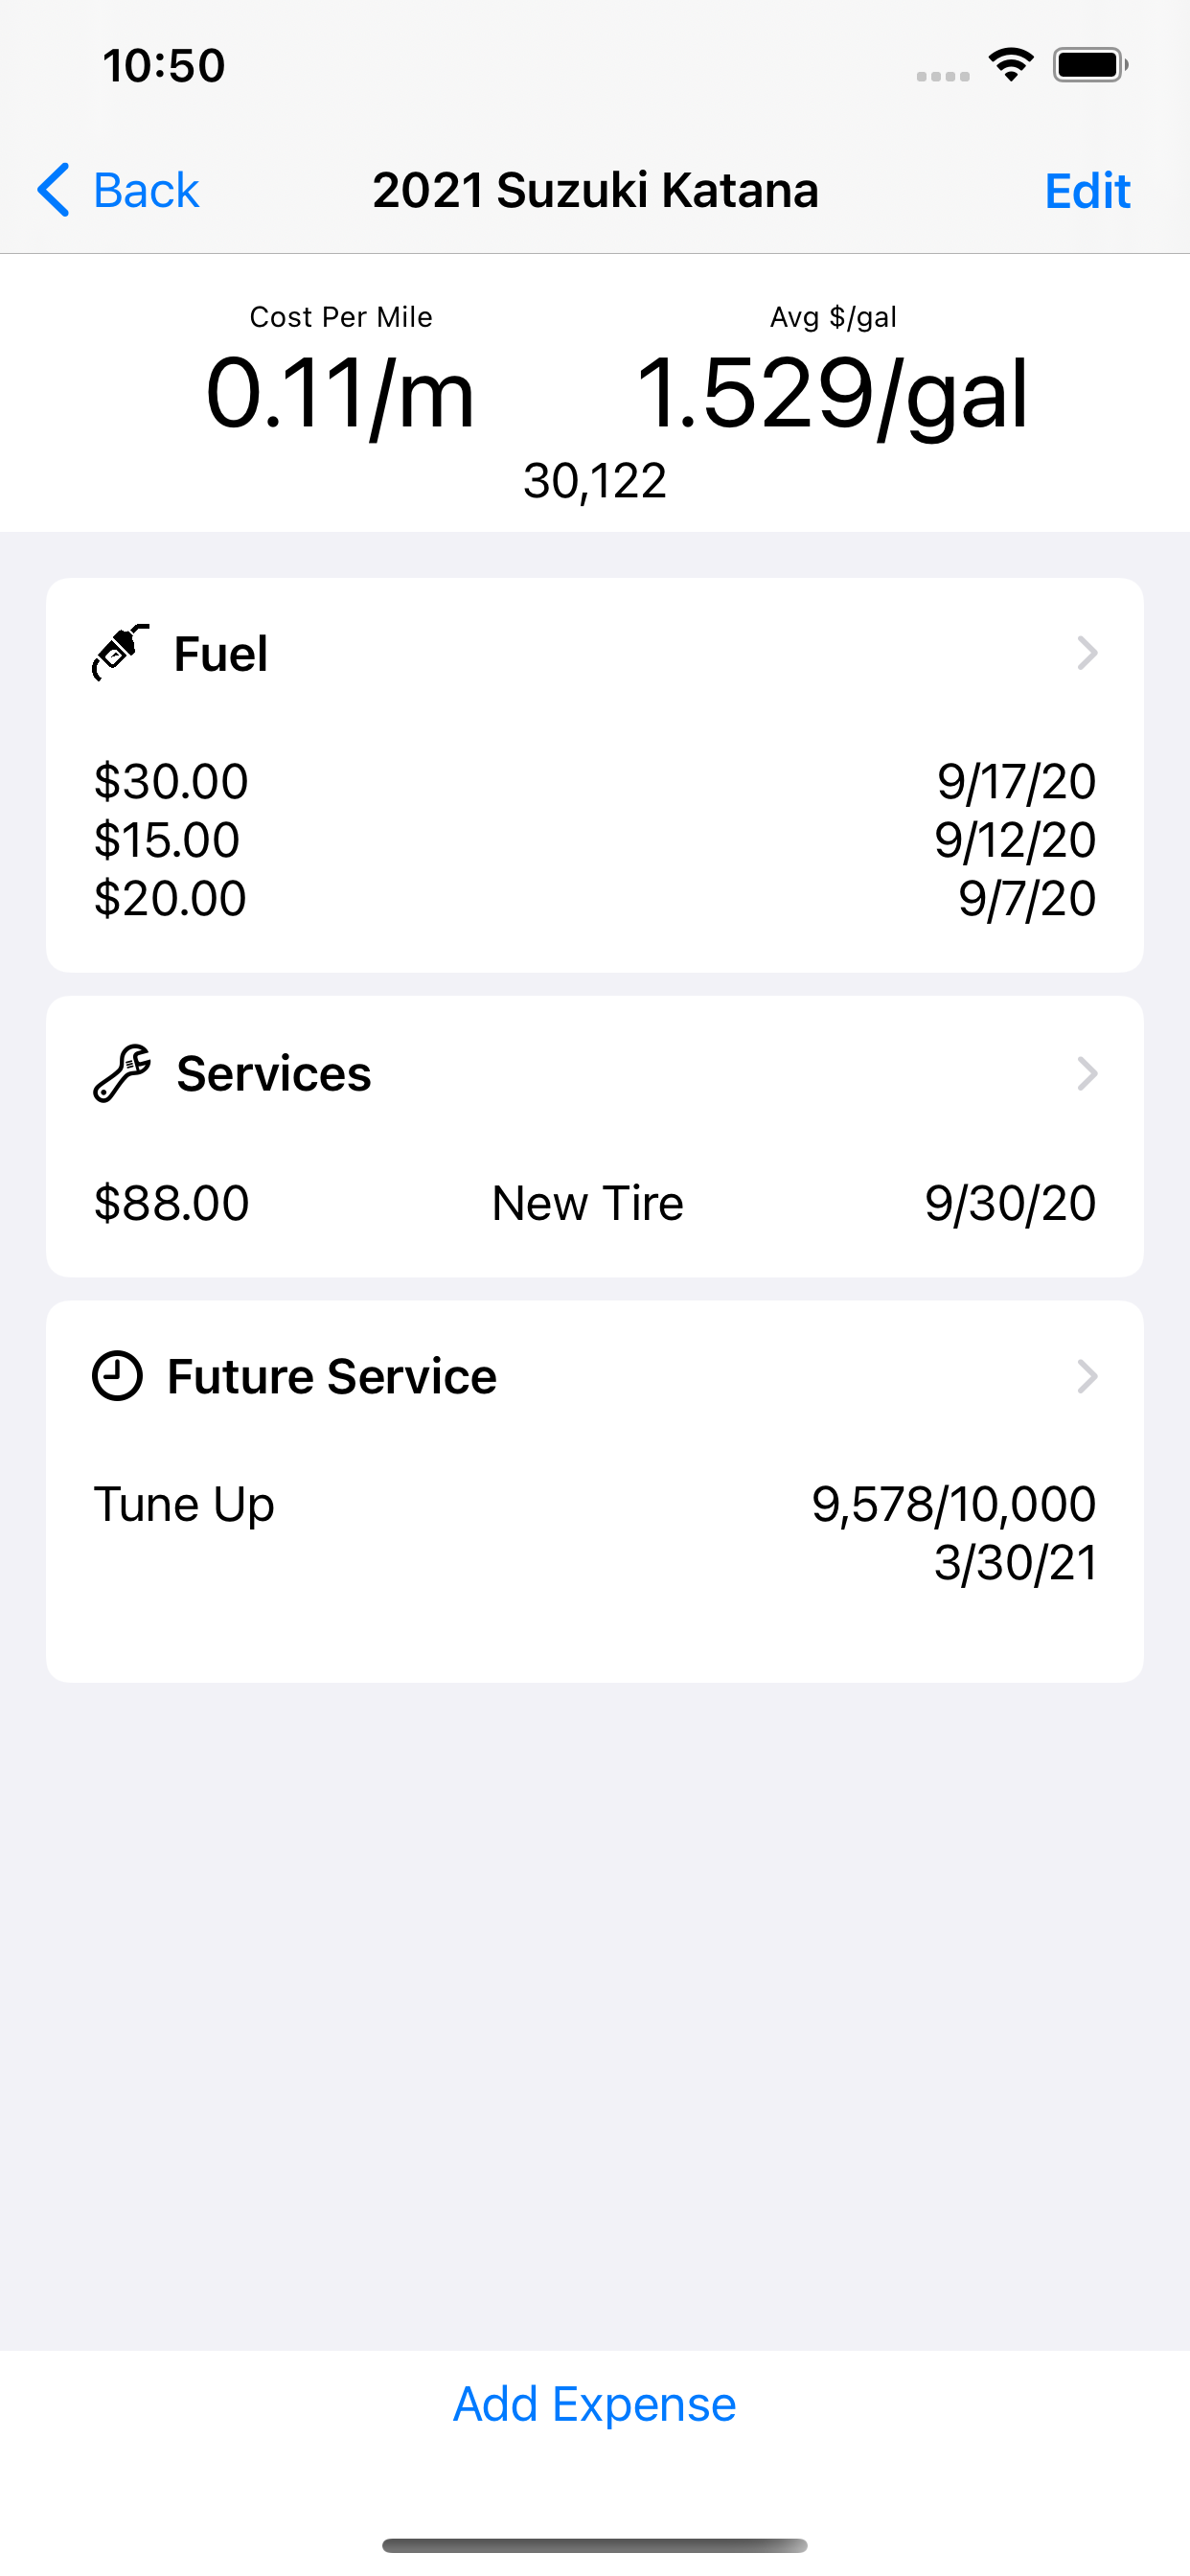 10:50
Back 2021 Suzuki Katana Edit
Cost Per Mile Avg $/gal
0.11/m 1.529/gal
30,122
Fuel
$30.00 9/17/20
$15.00 9/12/20
$20.00 9/7/20
Services
$88.00 New Tire 9/30/20
Future Service
Tune Up 9,578/10,000
3/30/21
Add Expense